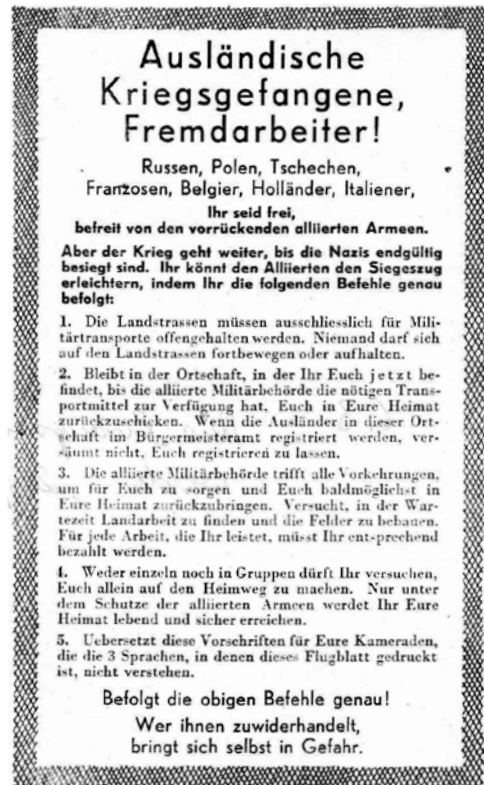 Ausländische
Kriegsgefangene,
Fremdarbeiter!
Russen, Polen, Tschechen,
Franzosen, Belgier, Holländer, Italiener,
Ihr seid frei,
befreit von den vorrückenden alliierten Armeen.
Aber der Krieg geht weiter, bis die Nazis endgültig
besiegt sind. Ihr könnt den Alliierten den Siegeszug
erleichtern, indem Ihr die folgenden Befehle genau
befolgt:
1. Die Landstrassen müssen ausschliesslich für Mili-
tärtransporte offengehalten werden. Niemand darf sich
auf den Landstrassen fortbewegen oder aufhalten.
2. Bleibt in der Ortschaft, in der Ihr Euch jetzt be-
findet, bis die alliierte Militärbehörde die nötigen Trans-
portmittel zur Verfügung hat, Euch in Eure Heimat
zurückzuschicken. Wenn die Ausländer in dieser Ort-
schaft im Bürgermeisteramt registriert werden, ver-
säumt nicht, Euch registrieren zu lassen.
3. Die alliierte Militärbehörde trifft alle Vorkehrungen,
um für Euch zu sorgen und Euch baldmöglichst in
Eure Heimat zurückzubringen. Versucht, in der War-
tezeit Landarbeit zu finden und die Felder zu bebauen.
Für jede Arbeit, die Ihr leistet, müsst Ihr entsprechend
bezahlt werden.
4. Weder einzeln noch in Gruppen dürft Ihr versuchen,
Euch allein auf den Heimweg zu machen. Nur unter
dem Schutze der alliierten Armeen werdet Ihr Eure
Heimat lebend und sicher erreichen.
5. Uebersetzt diese Vorschriften für Eure Kameraden,
die die 3 Sprachen, in denen dieses Flugblatt gedruckt
ist, nicht verstehen.
Befolgt die obigen Befehle genau!
Wer ihnen zuwiderhandelt,
bringt sich selbst in Gefahr.